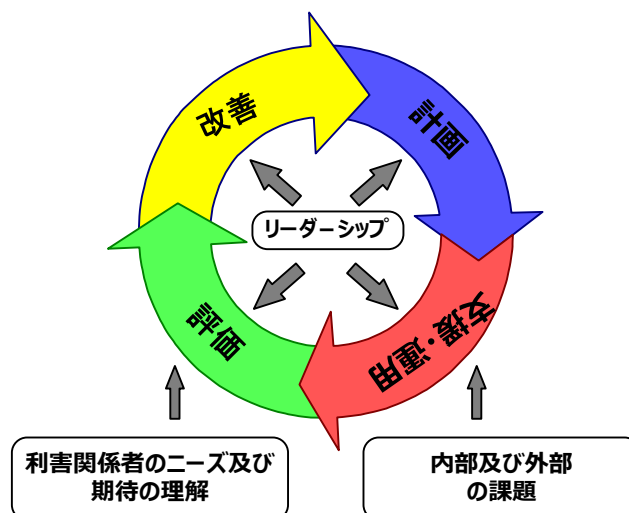 改善
計画
リーダーシップ
評価
支援・運用
利害関係者のニーズ及び
期待の理解
内部及び外部
の課題